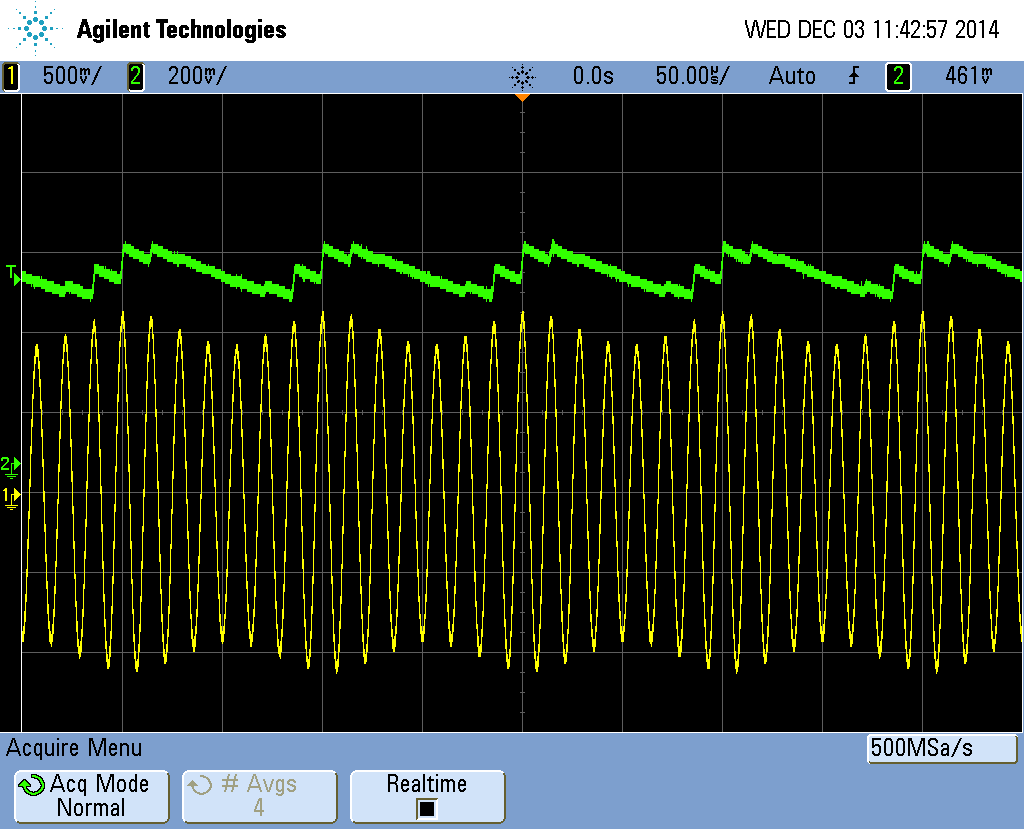 Agilent Technologies WED DEC 03 11:42:57 2014
1 500mV/ 2 200mV/ 0.0s 50.00µs/ Auto 2 461mV
T
2
1
Acquire Menu 500MSa/s
Acq Mode # Avgs Realtime
Normal 4